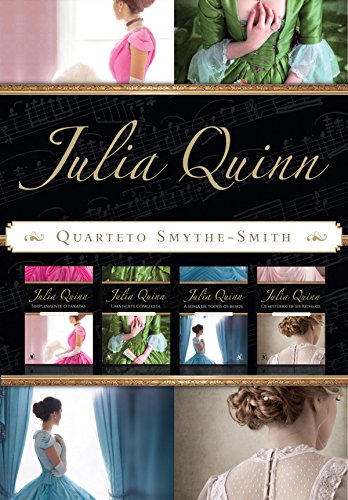 Julia Quinn
Quarteto Smythe-Smith
Julia Quinn
Simplesmente o paraíso
Julia Quinn
Uma noite como esta
Julia Quinn
A soma de todos os beijos
Julia Quinn
Os mistérios de Sir Richard